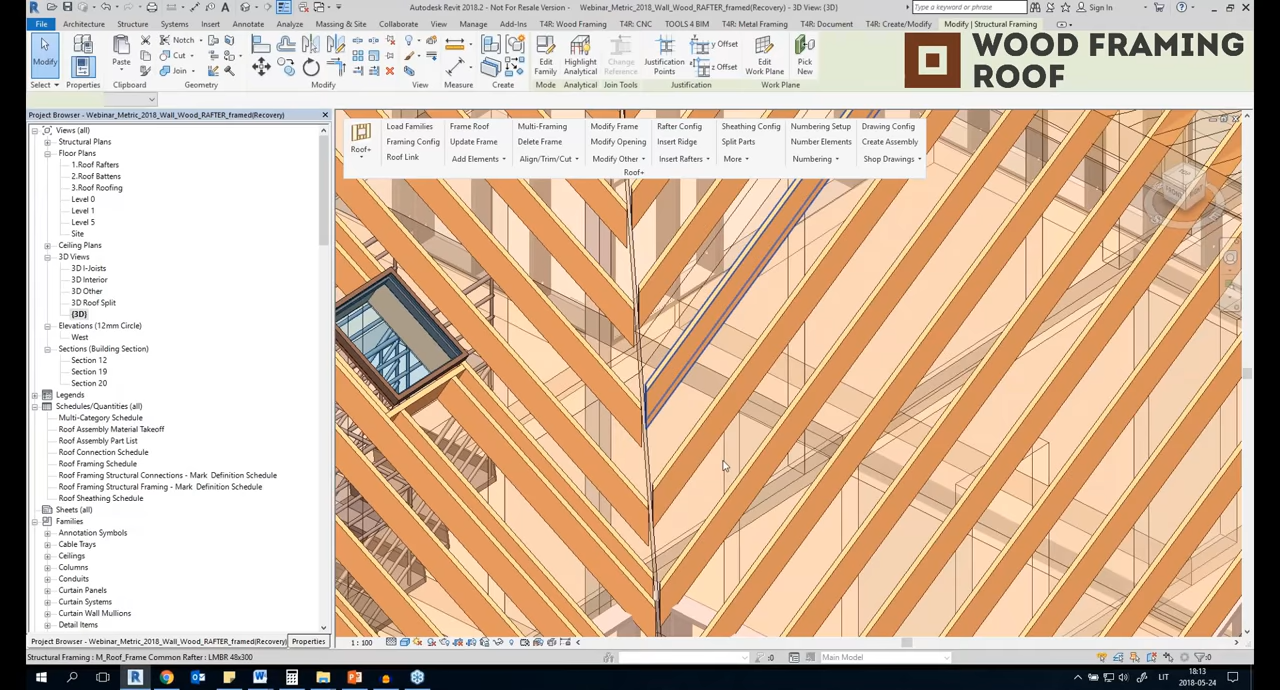 Autodesk Revit 2018.2 - Not For Resale Version - Webinar_Metric_2018_Wall_Wood_RAFTER_framed(Recovery) - 3D View: {3D}
Type a keyword or phrase
Sign In
File Architecture Structure Systems Insert Annotate Analyze Massing & Site Collaborate View Manage Add-Ins T4R: Wood Framing T4R: CNC TOOLS 4 BIM T4R: Metal Framing T4R: Document T4R: Create/Modify Modify | Structural Framing
WOOD FRAMING
ROOF
Notch
Cut
Join
Modify
Paste
Edit Family
Highlight Analytical
Change Reference
Justification Points
y Offset
z Offset
Edit Work Plane
Pick New
Select Properties Clipboard Geometry Modify View Measure Create Mode Analytical Join Tools Justification Work Plane
Project Browser - Webinar_Metric_2018_Wall_Wood_RAFTER_framed(Recovery)
Roof+
Load Families Frame Roof Multi-Framing Modify Frame Rafter Config Sheathing Config Numbering Setup Drawing Config
Framing Config Update Frame Delete Frame Modify Opening Insert Ridge Split Parts Number Elements Create Assembly
Roof Link Add Elements Align/Trim/Cut Modify Other Insert Rafters More Numbering Shop Drawings
Roof+
Views (all)
Structural Plans
Floor Plans
1.Roof Rafters
2.Roof Battens
3.Roof Roofing
Level 0
Level 1
Level 5
Site
Ceiling Plans
3D Views
3D I-Joists
3D Interior
3D Other
3D Roof Split
{3D}
Elevations (12mm Circle)
West
Sections (Building Section)
Section 12
Section 19
Section 20
Legends
Schedules/Quantities (all)
Multi-Category Schedule
Roof Assembly Material Takeoff
Roof Assembly Part List
Roof Connection Schedule
Roof Framing Schedule
Roof Framing Structural Connections - Mark Definition Schedule
Roof Framing Structural Framing - Mark Definition Schedule
Roof Sheathing Schedule
Sheets (all)
Families
Annotation Symbols
Cable Trays
Ceilings
Columns
Conduits
Curtain Panels
Curtain Systems
Curtain Wall Mullions
Detail Items
Project Browser - Webinar_Metric_2018_Wall_Wood_RAFTER_framed(Recovery) Properties
1 : 100
Structural Framing : M_Roof_Frame Common Rafter : LMBR 48x300
:0
Main Model
:0
LIT
18:13
2018-05-24